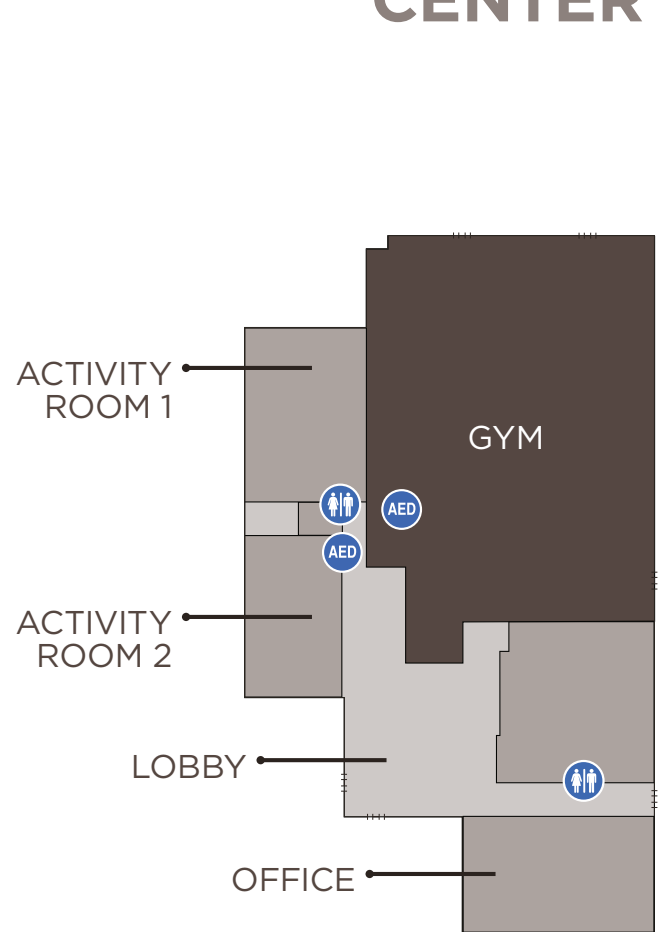 CENTER
ACTIVITY
ROOM 1
GYM
AED
AED
ACTIVITY
ROOM 2
LOBBY
OFFICE